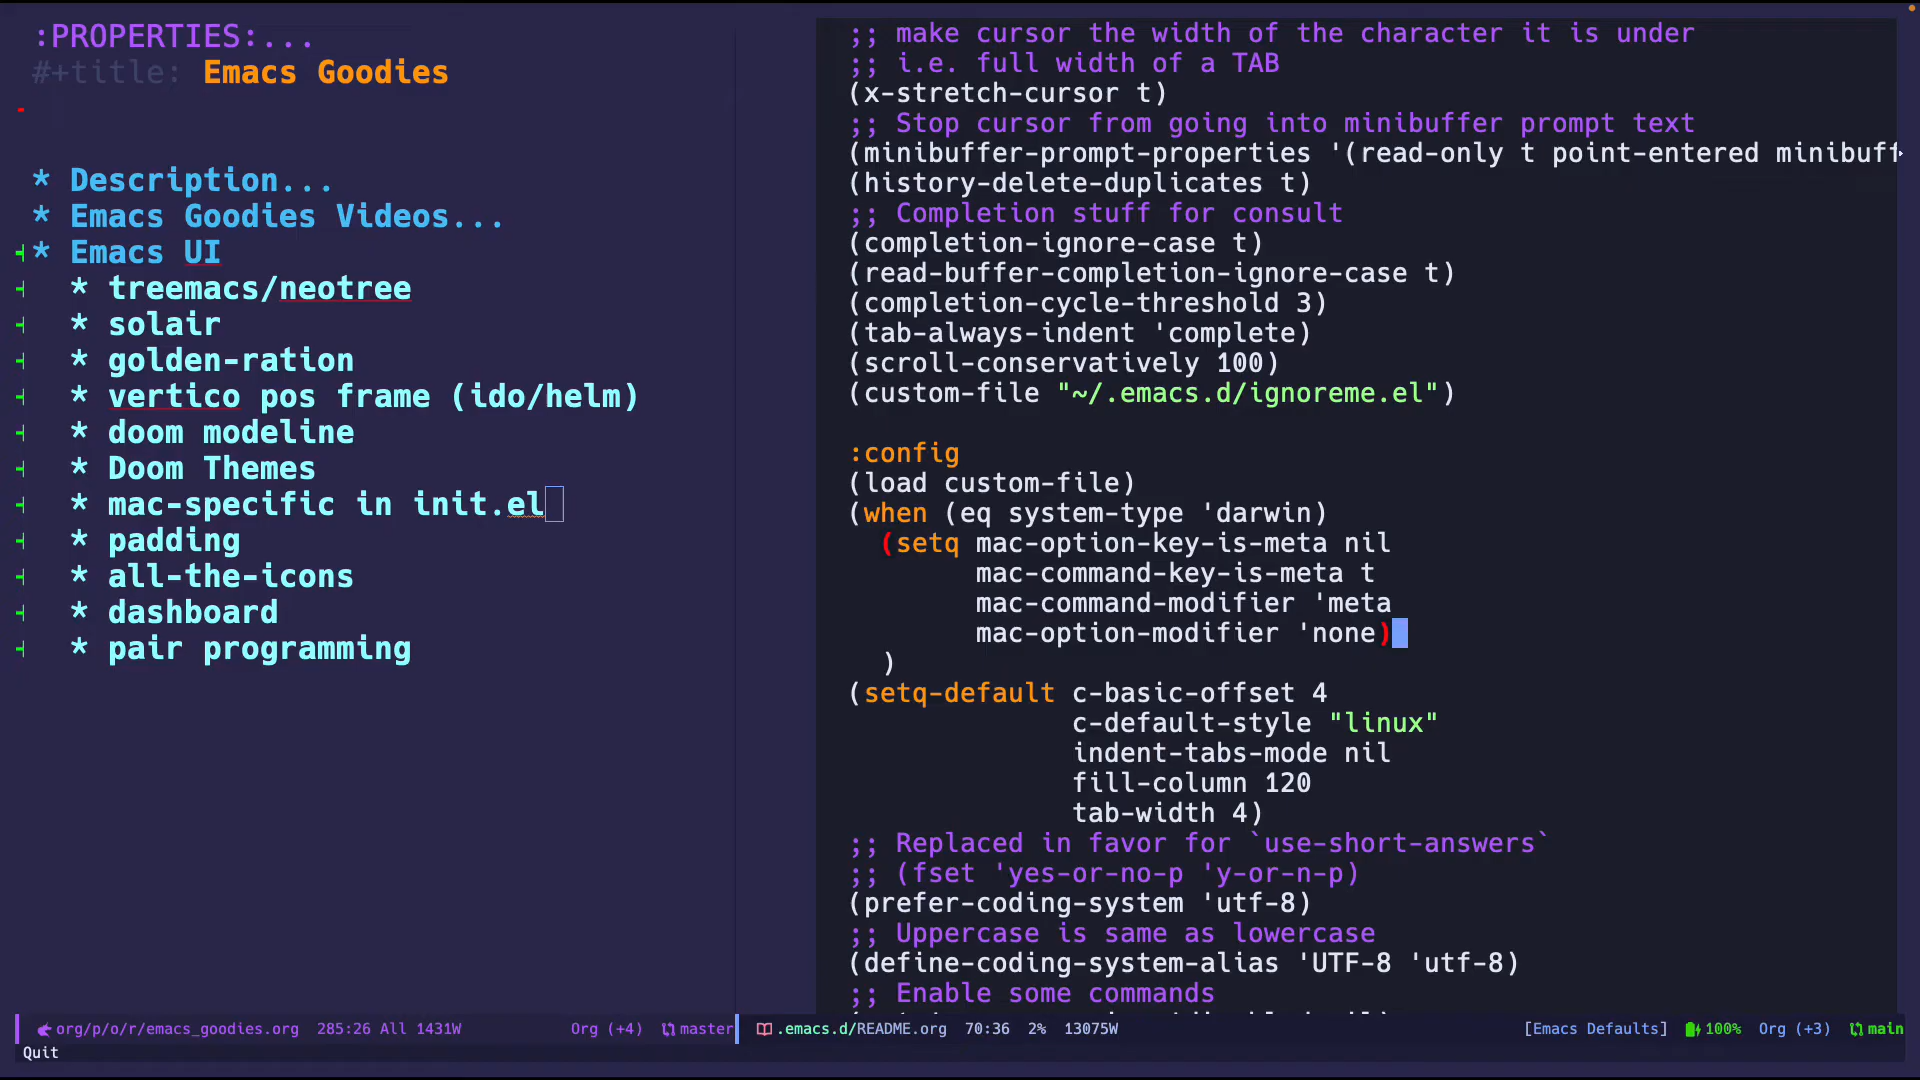 :PROPERTIES:...
#+title: Emacs Goodies
* Description...
* Emacs Goodies Videos...
* Emacs UI
* treemacs/neotree
* solair
* golden-ration
* vertico pos frame (ido/helm)
* doom modeline
* Doom Themes
* mac-specific in init.el
* padding
* all-the-icons
* dashboard
* pair programming
;; make cursor the width of the character it is under
;; i.e. full width of a TAB
(x-stretch-cursor t)
;; Stop cursor from going into minibuffer prompt text
(minibuffer-prompt-properties '(read-only t point-entered minibuff
(history-delete-duplicates t)
;; Completion stuff for consult
(completion-ignore-case t)
(read-buffer-completion-ignore-case t)
(completion-cycle-threshold 3)
(tab-always-indent 'complete)
(scroll-conservatively 100)
(custom-file "~/.emacs.d/ignoreme.el")
:config
(load custom-file)
(when (eq system-type 'darwin)
(setq mac-option-key-is-meta nil
mac-command-key-is-meta t
mac-command-modifier 'meta
mac-option-modifier 'none)
)
(setq-default c-basic-offset 4
c-default-style "linux"
indent-tabs-mode nil
fill-column 120
tab-width 4)
;; Replaced in favor for `use-short-answers`
;; (fset 'yes-or-no-p 'y-or-n-p)
(prefer-coding-system 'utf-8)
;; Uppercase is same as lowercase
(define-coding-system-alias 'UTF-8 'utf-8)
;; Enable some commands
org/p/o/r/emacs_goodies.org 285:26 All 1431W Org (+4) master
.emacs.d/README.org 70:36 2% 13075W [Emacs Defaults] 100% Org (+3) main
Quit